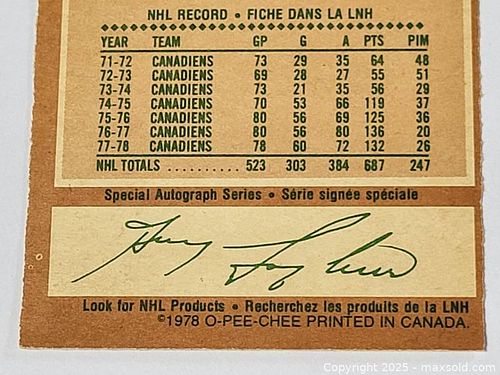 NHL RECORD • FICHE DANS LA LNH
YEAR TEAM GP G A PTS PIM
71-72 CANADIENS 73 29 35 64 48
72-73 CANADIENS 69 28 27 55 51
73-74 CANADIENS 73 21 35 56 29
74-75 CANADIENS 70 53 66 119 37
75-76 CANADIENS 80 56 69 125 36
76-77 CANADIENS 80 56 80 136 20
77-78 CANADIENS 78 60 72 132 26
NHL TOTALS .......... 523 303 384 687 247
Special Autograph Series • Série signée spéciale
Guy Lafleur
Look for NHL Products • Recherchez les produits de la LNH
©1978 O-PEE-CHEE PRINTED IN CANADA.
Copyright 2025 - maxsold.com